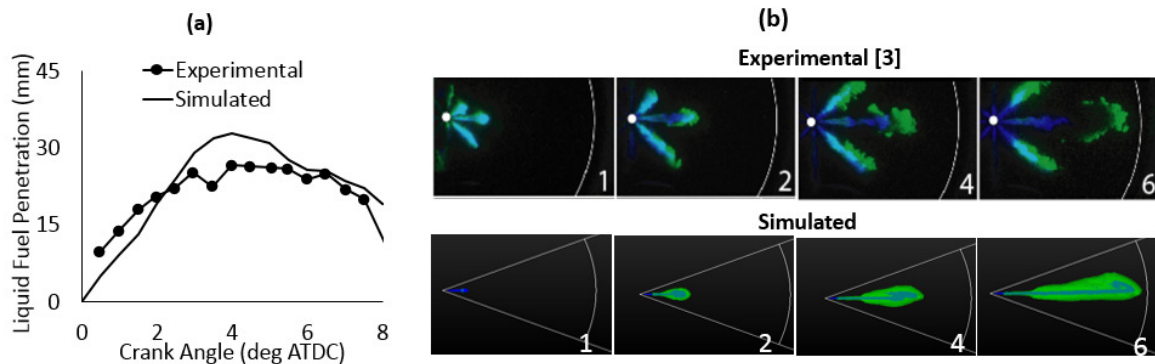 (a)
Liquid Fuel Penetration (mm)
45
30
15
0
Experimental
Simulated
0 2 4 6 8
Crank Angle (deg ATDC)
(b)
Experimental [3]
1 2 4 6
Simulated
1 2 4 6